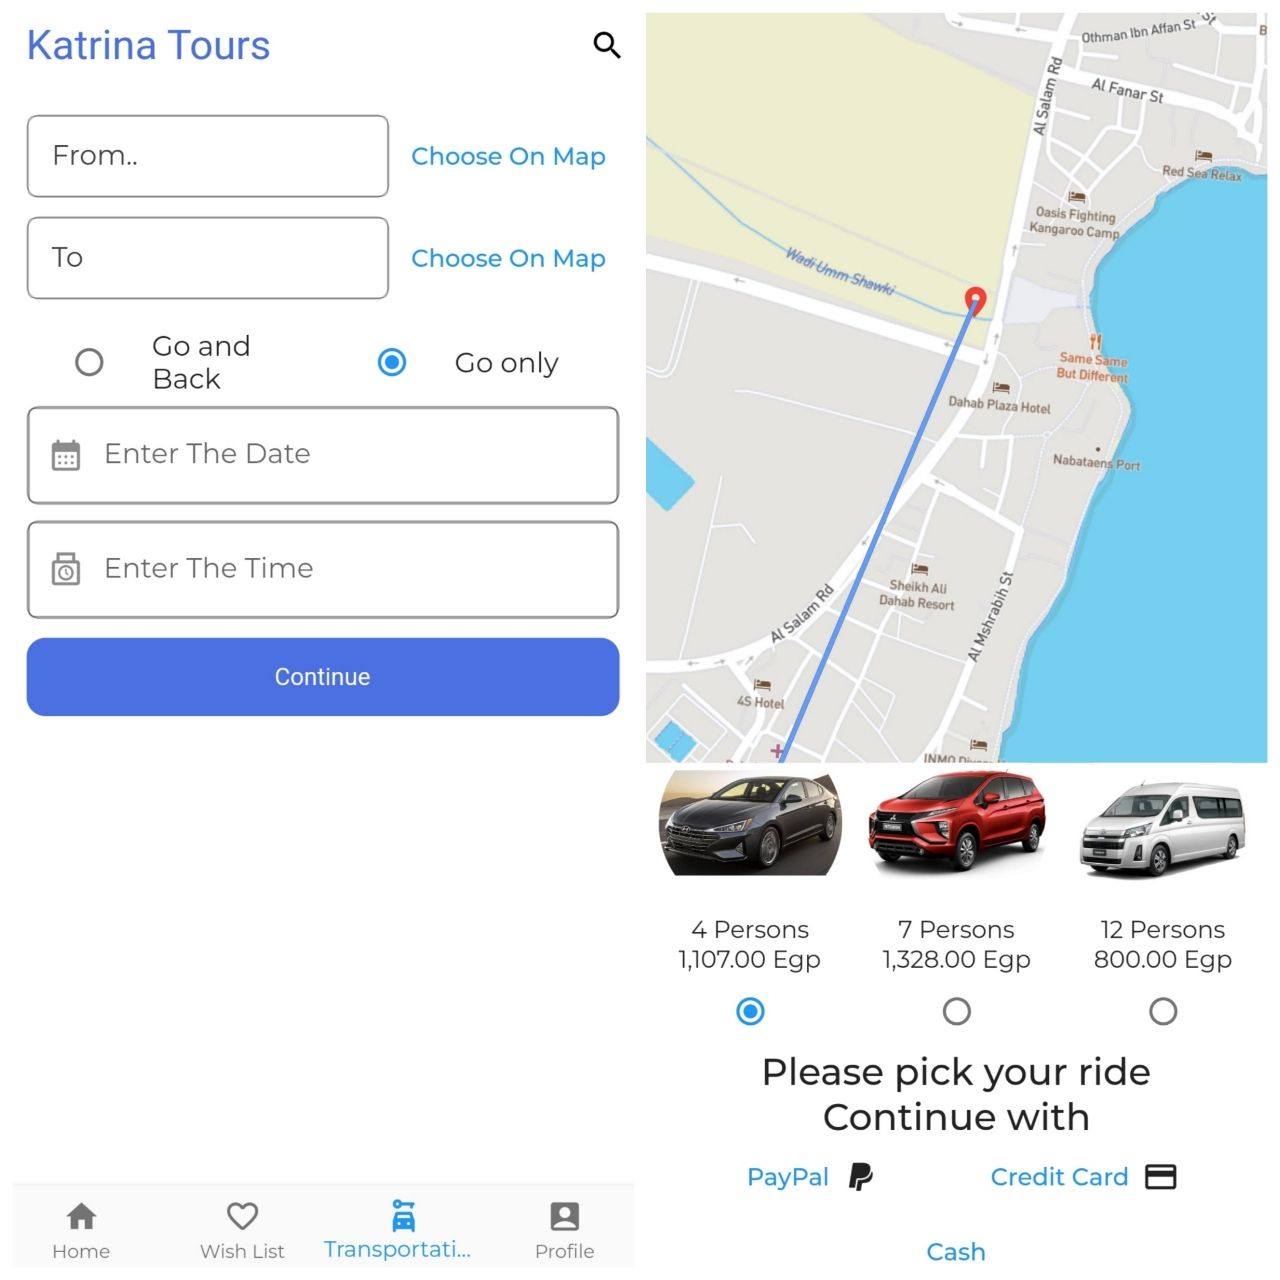 Katrina Tours
From..
Choose On Map
To
Choose On Map
Go and
Back
Go only
Enter The Date
Enter The Time
Continue
Home
Wish List
Transportati...
Profile
Othman Ibn Affan St
Al Fanar St
Al Salam Rd
Red Sea Relax
Oasis Fighting
Kangaroo Camp
Wadi Umm Shawki
Same Same
But Different
Dahab Plaza Hotel
Nabataens Port
Sheikh Ali
Dahab Resort
Al Salam Rd
Al Mshrabih St
4S Hotel
INMO
4 Persons
1,107.00 Egp
7 Persons
1,328.00 Egp
12 Persons
800.00 Egp
Please pick your ride
Continue with
PayPal
Credit Card
Cash